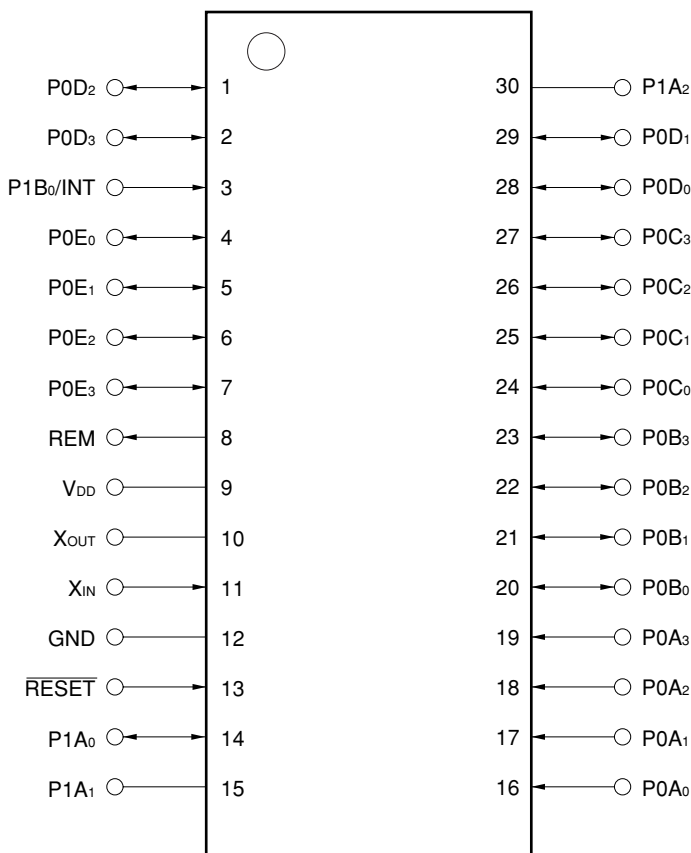 P0D₂ 1 30 P1A₂
P0D₃ 2 29 P0D₁
P1B₀/INT 3 28 P0D₀
P0E₀ 4 27 P0C₃
P0E₁ 5 26 P0C₂
P0E₂ 6 25 P0C₁
P0E₃ 7 24 P0C₀
REM 8 23 P0B₃
VDD 9 22 P0B₂
XOUT 10 21 P0B₁
XIN 11 20 P0B₀
GND 12 19 P0A₃
RESET 13 18 P0A₂
P1A₀ 14 17 P0A₁
P1A₁ 15 16 P0A₀